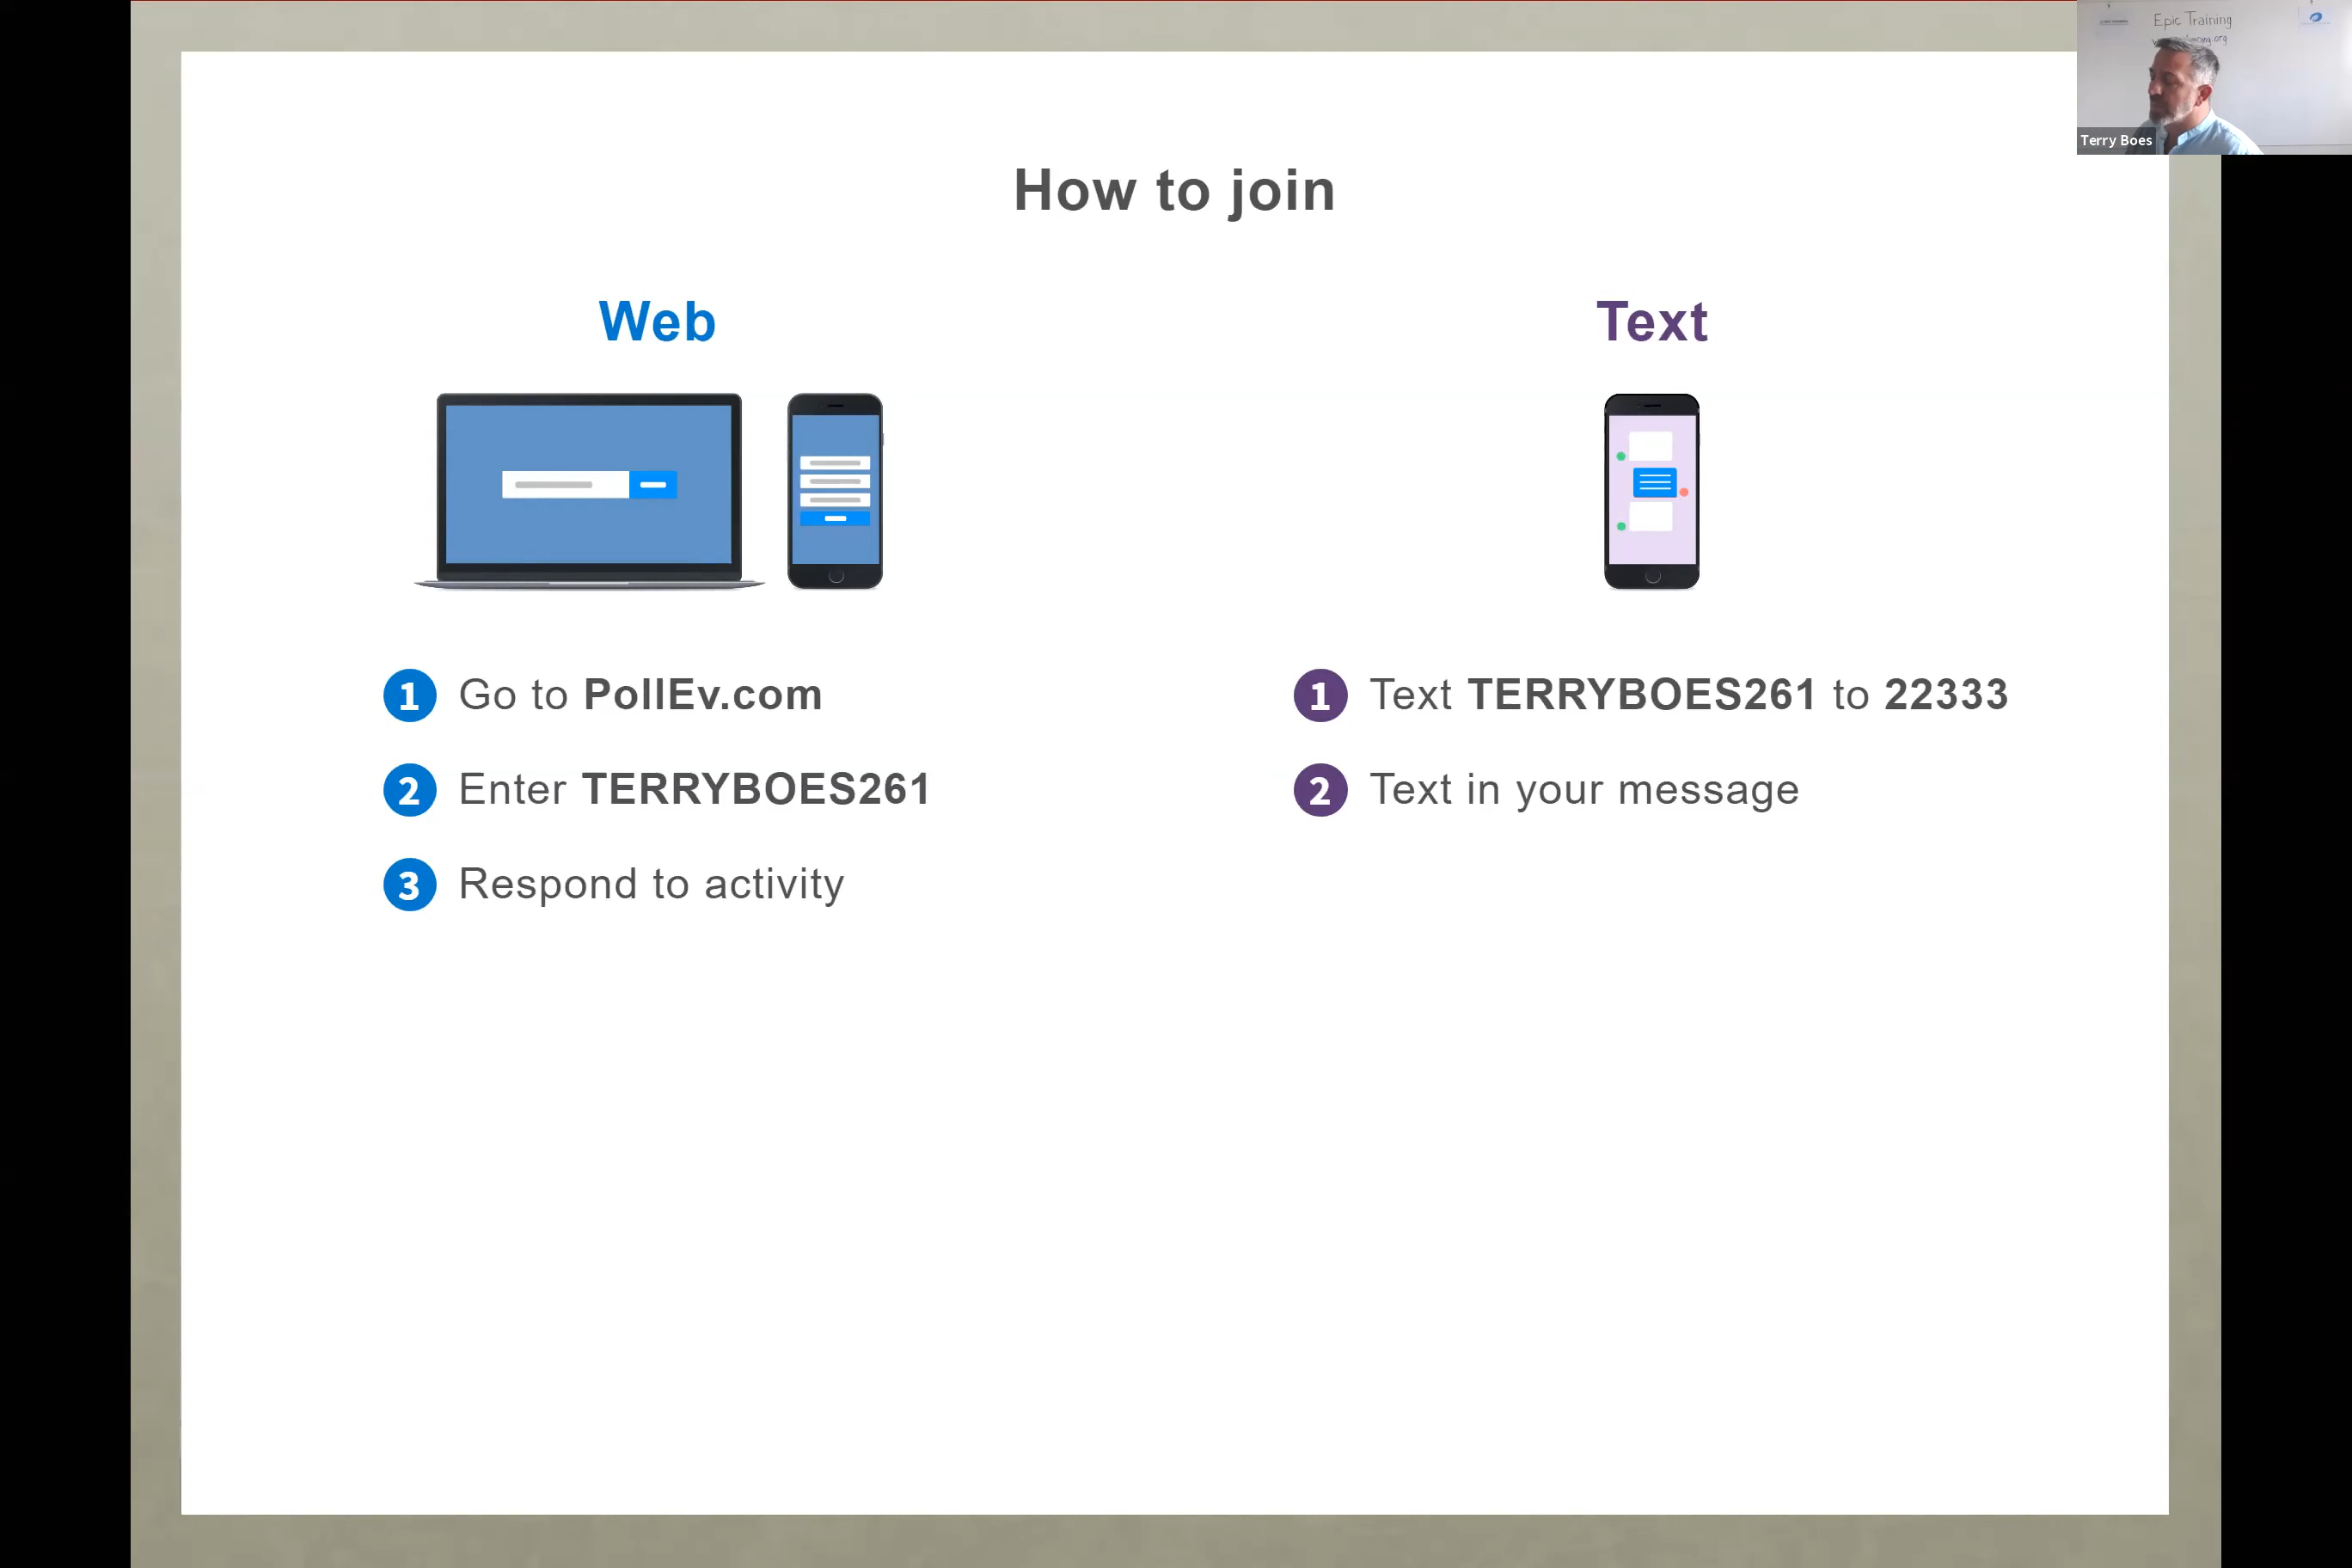 Epic Training
Terry Boes
How to join
Web
1 Go to PollEv.com
2 Enter TERRYBOES261
3 Respond to activity
Text
1 Text TERRYBOES261 to 22333
2 Text in your message